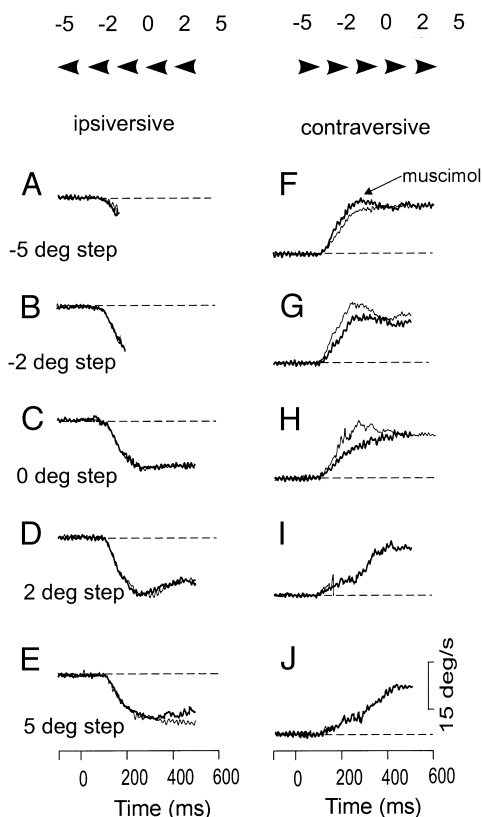 -5 -2 0 2 5 -5 -2 0 2 5
ipsiversive contraversive
A F
muscimol
-5 deg step
B G
-2 deg step
C H
0 deg step
D I
2 deg step
E J
15 deg/s
5 deg step
0 200 400 600 0 200 400 600
Time (ms) Time (ms)